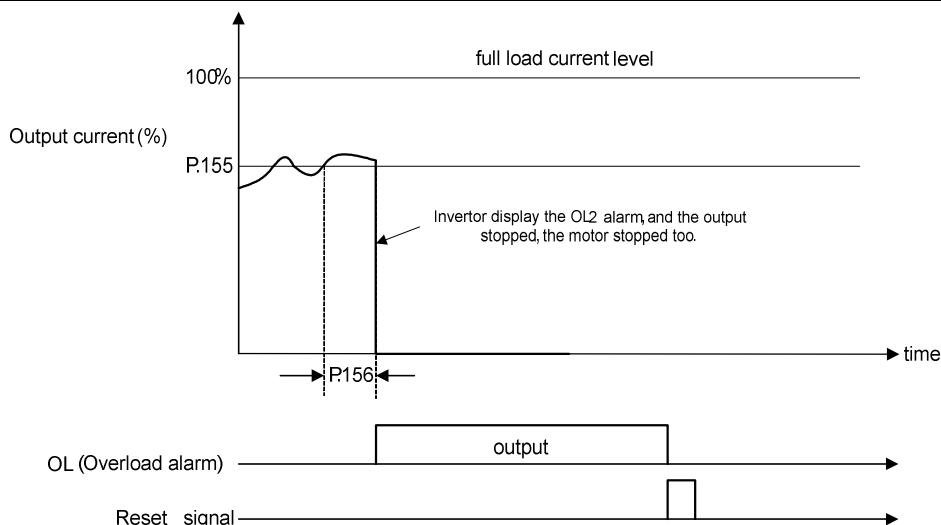 full load current level
100%
Output current (%)
P.155
Invertor display the OL2 alarm, and the output
stopped, the motor stopped too.
time
P.156
output
OL (Overload alarm)
Reset signal